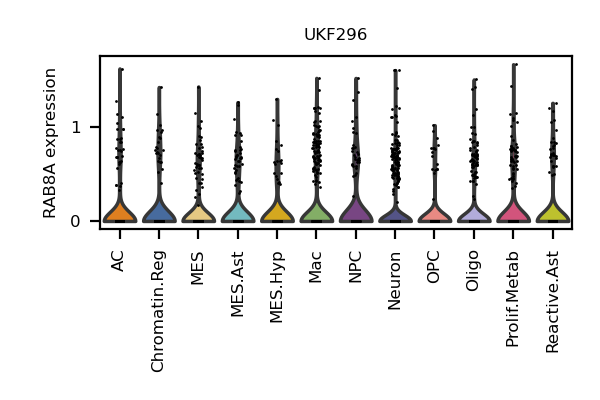 UKF296
RAB8A expression
1
0
AC
Chromatin.Reg
MES
MES.Ast
MES.Hyp
Mac
NPC
Neuron
OPC
Oligo
Prolif.Metab
Reactive.Ast